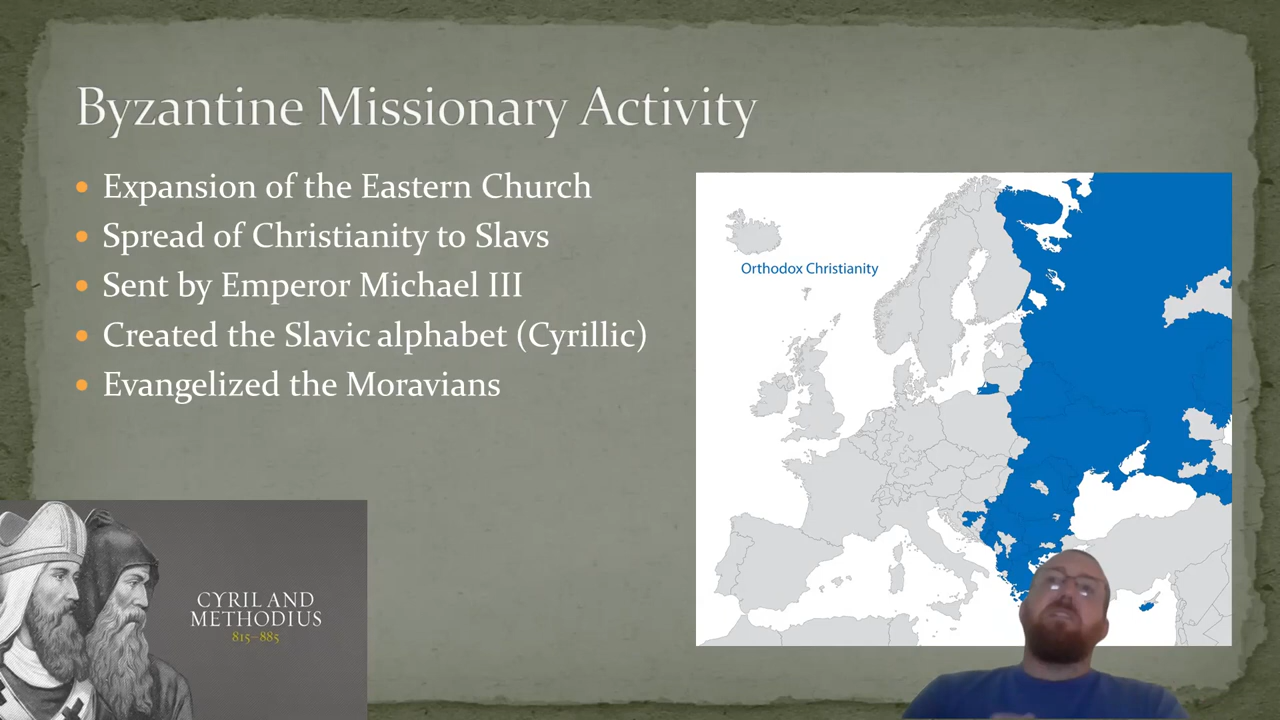 Byzantine Missionary Activity
Expansion of the Eastern Church
Spread of Christianity to Slavs
Sent by Emperor Michael III
Created the Slavic alphabet (Cyrillic)
Evangelized the Moravians
Orthodox Christianity
CYRIL AND
METHODIUS
815–885